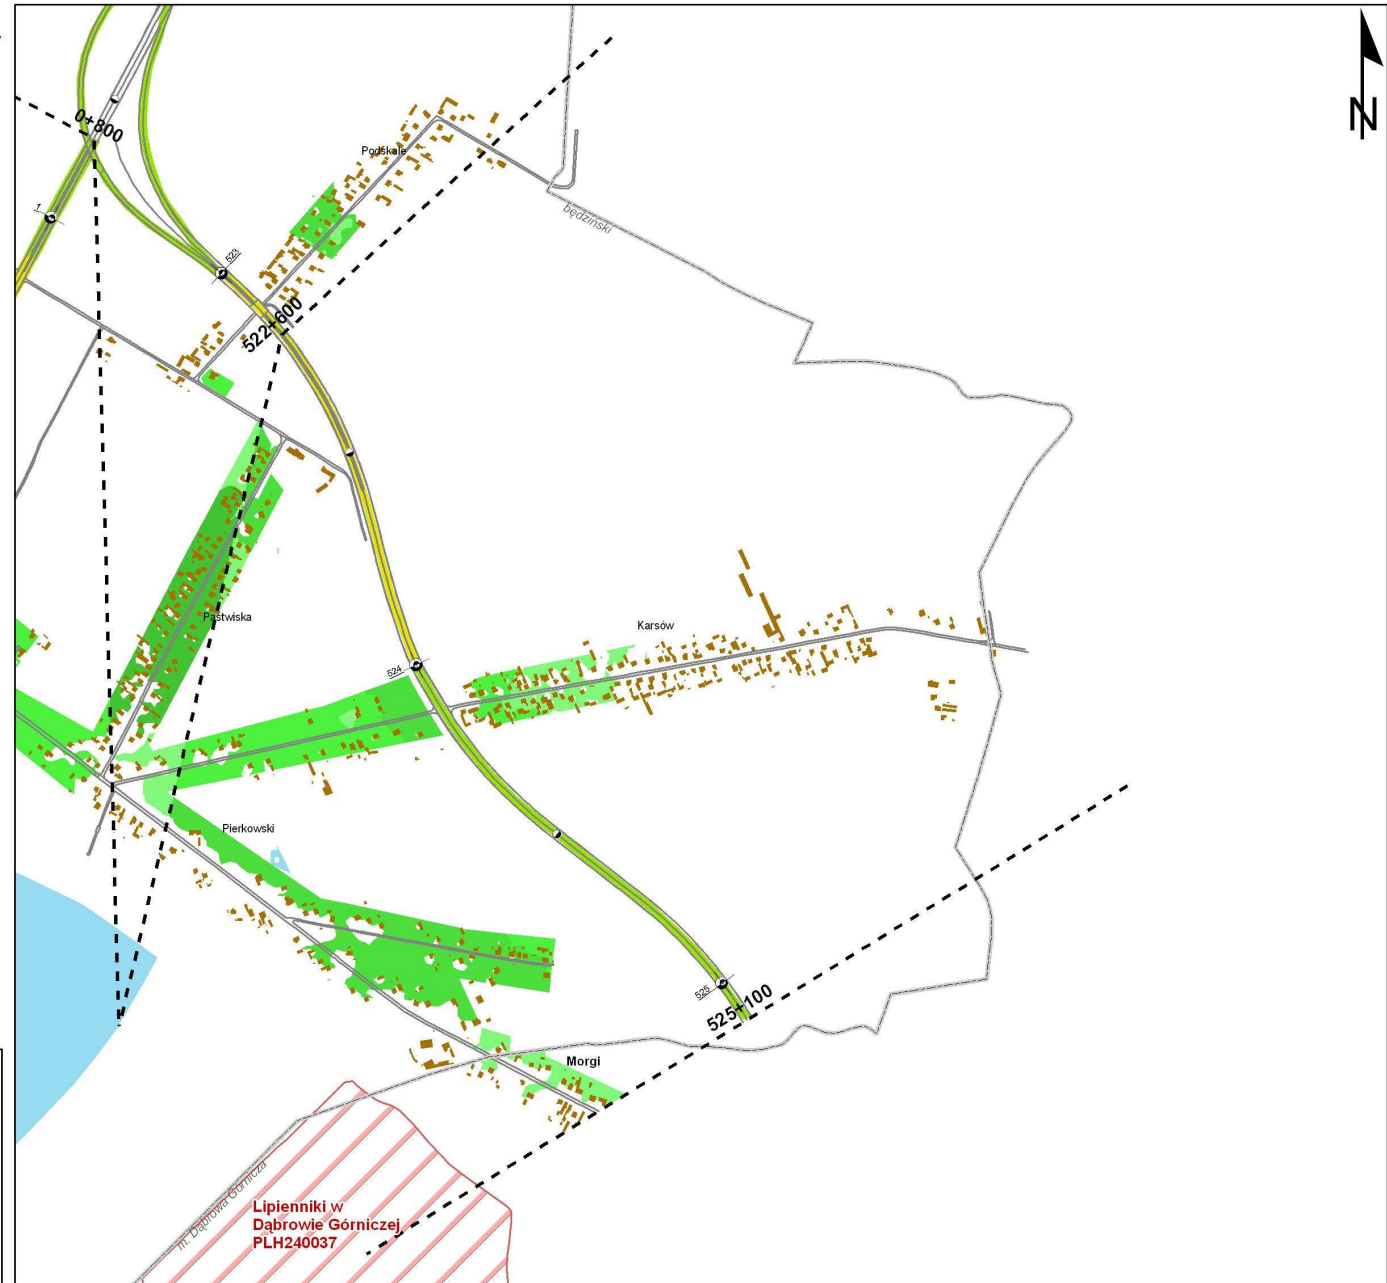 N
0+800
Podskale
1
będziński
523
522+600
Pastwiska
Karsów
524
Pierkowski
525
525+100
Morgi
m. Dąbrowa Górnicza
Lipienniki w
Dąbrowie Górniczej
PLH240037